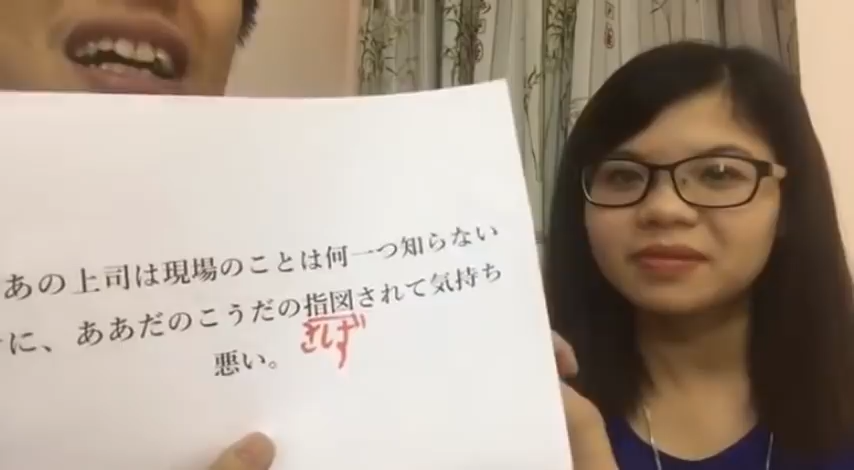 あの上司は現場のことは何一つ知らない
に、ああだのこうだの指図されて気持ち
さしず
悪い。